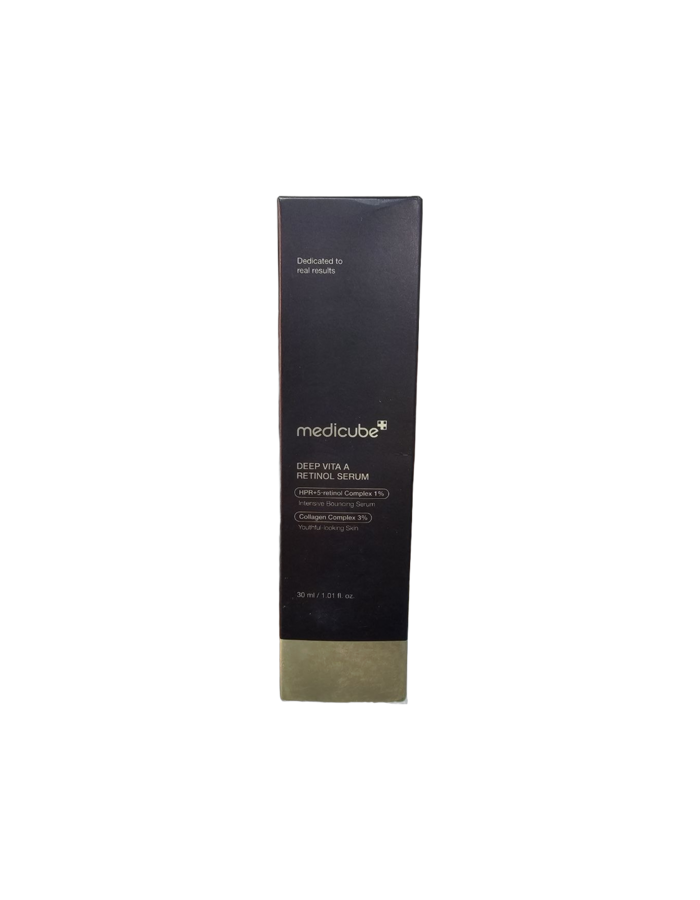 Dedicated to
real results
medicube
DEEP VITA A
RETINOL SERUM
HPR+5-retinol Complex 1%
Intensive Bouncing Serum
Collagen Complex 3%
Youthful looking Skin
30 ml / 1.01 fl. oz.